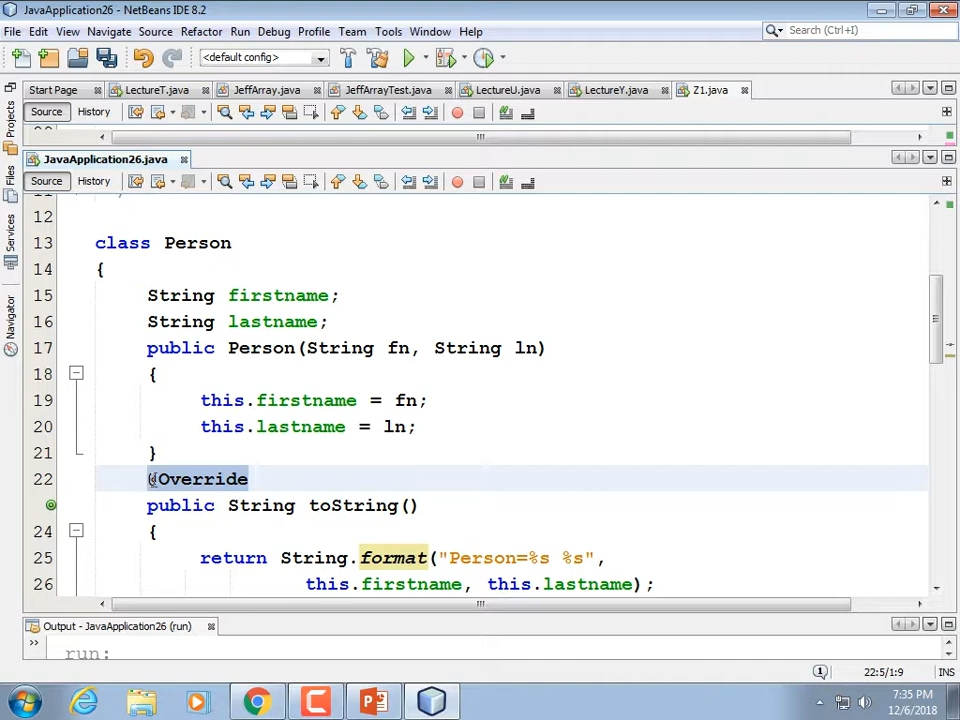 JavaApplication26 - NetBeans IDE 8.2
File Edit View Navigate Source Refactor Run Debug Profile Team Tools Window Help
Search (Ctrl+I)
<default config>
Start Page LectureT.java JeffArray.java JeffArrayTest.java LectureU.java LectureY.java Z1.java
Source History
JavaApplication26.java
Source History
12
13 class Person
14 {
15 String firstname;
16 String lastname;
17 public Person(String fn, String ln)
18 {
19 this.firstname = fn;
20 this.lastname = ln;
21 }
22 @Override
public String toString()
24 {
25 return String.format("Person=%s %s",
26 this.firstname, this.lastname);
Projects
Files
Services
Navigator
Output - JavaApplication26 (run)
>> run:
1 22:5/1:9 INS
7:35 PM
12/6/2018